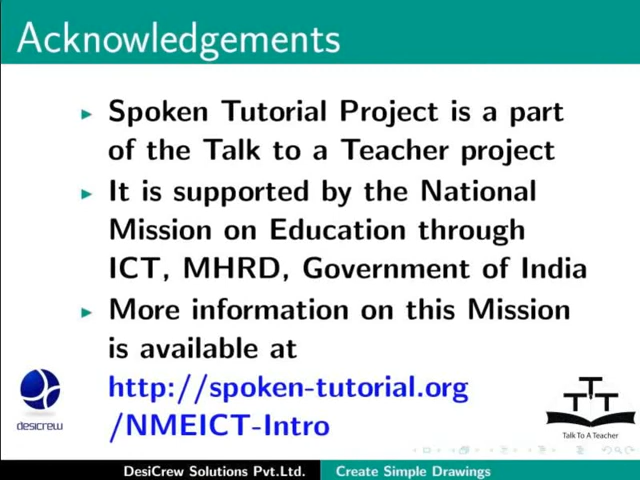 Acknowledgements
Spoken Tutorial Project is a part
of the Talk to a Teacher project
It is supported by the National
Mission on Education through
ICT, MHRD, Government of India
More information on this Mission
is available at
http://spoken-tutorial.org
/NMEICT-Intro
desicrew
TTT
Talk To A Teacher
DesiCrew Solutions Pvt.Ltd.
Create Simple Drawings